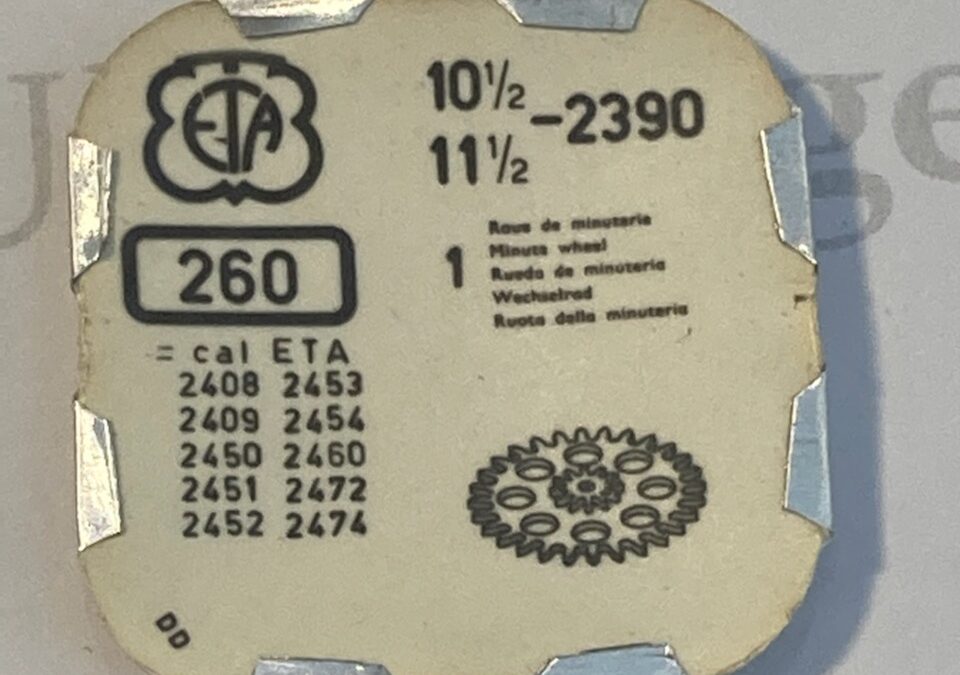 ETA
10½
11½
-2390
260
1
Roue de minuterie
Minute wheel
Rueda de minuteria
Wechselrad
Ruota della minuteria
= cal ETA
2408 2453
2409 2454
2450 2460
2451 2472
2452 2474
DD